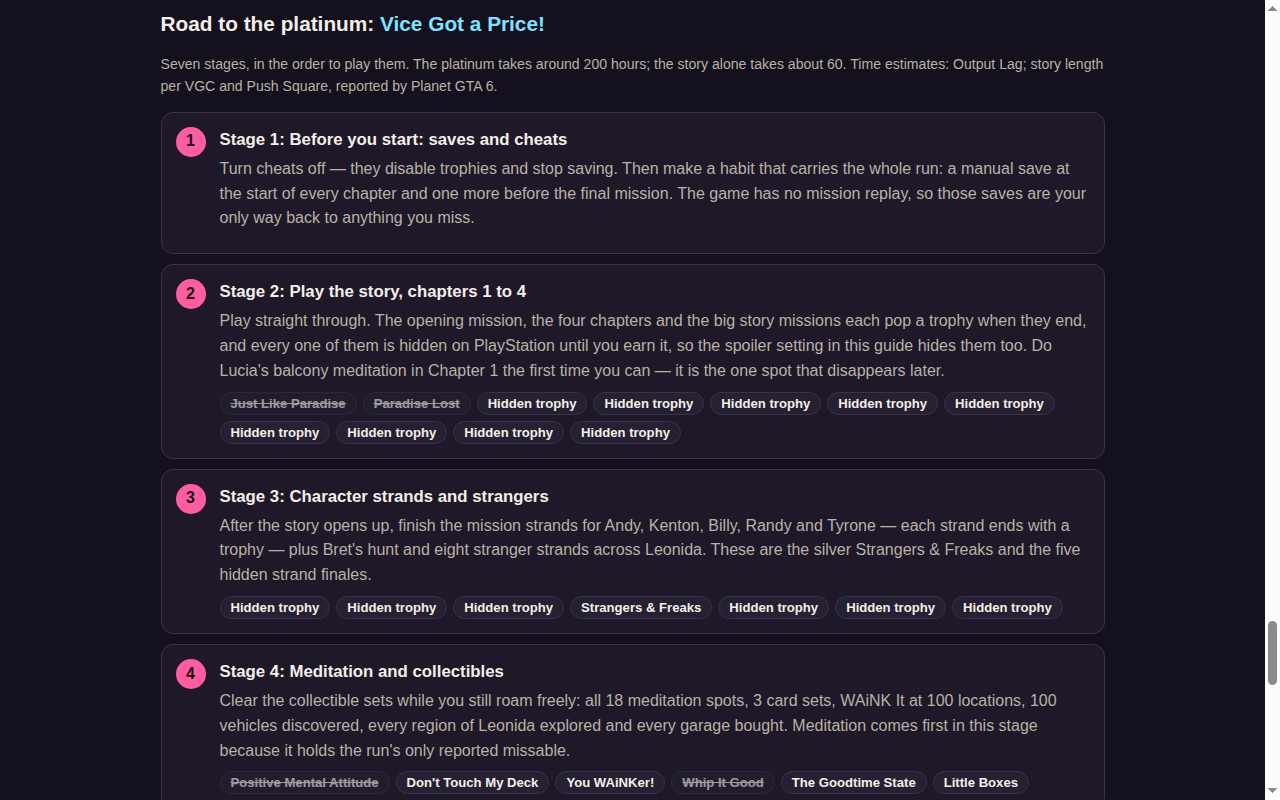 Road to the platinum: Vice Got a Price!
Seven stages, in the order to play them. The platinum takes around 200 hours; the story alone takes about 60. Time estimates: Output Lag; story length
per VGC and Push Square, reported by Planet GTA 6.
1
Stage 1: Before you start: saves and cheats
Turn cheats off — they disable trophies and stop saving. Then make a habit that carries the whole run: a manual save at
the start of every chapter and one more before the final mission. The game has no mission replay, so those saves are your
only way back to anything you miss.
2
Stage 2: Play the story, chapters 1 to 4
Play straight through. The opening mission, the four chapters and the big story missions each pop a trophy when they end,
and every one of them is hidden on PlayStation until you earn it, so the spoiler setting in this guide hides them too. Do
Lucia's balcony meditation in Chapter 1 the first time you can — it is the one spot that disappears later.
Just Like Paradise Paradise Lost Hidden trophy Hidden trophy Hidden trophy Hidden trophy Hidden trophy
Hidden trophy Hidden trophy Hidden trophy Hidden trophy
3
Stage 3: Character strands and strangers
After the story opens up, finish the mission strands for Andy, Kenton, Billy, Randy and Tyrone — each strand ends with a
trophy — plus Bret's hunt and eight stranger strands across Leonida. These are the silver Strangers & Freaks and the five
hidden strand finales.
Hidden trophy Hidden trophy Hidden trophy Strangers & Freaks Hidden trophy Hidden trophy Hidden trophy
4
Stage 4: Meditation and collectibles
Clear the collectible sets while you still roam freely: all 18 meditation spots, 3 card sets, WAiNK It at 100 locations, 100
vehicles discovered, every region of Leonida explored and every garage bought. Meditation comes first in this stage
because it holds the run's only reported missable.
Positive Mental Attitude Don't Touch My Deck You WAiNKer! Whip It Good The Goodtime State Little Boxes